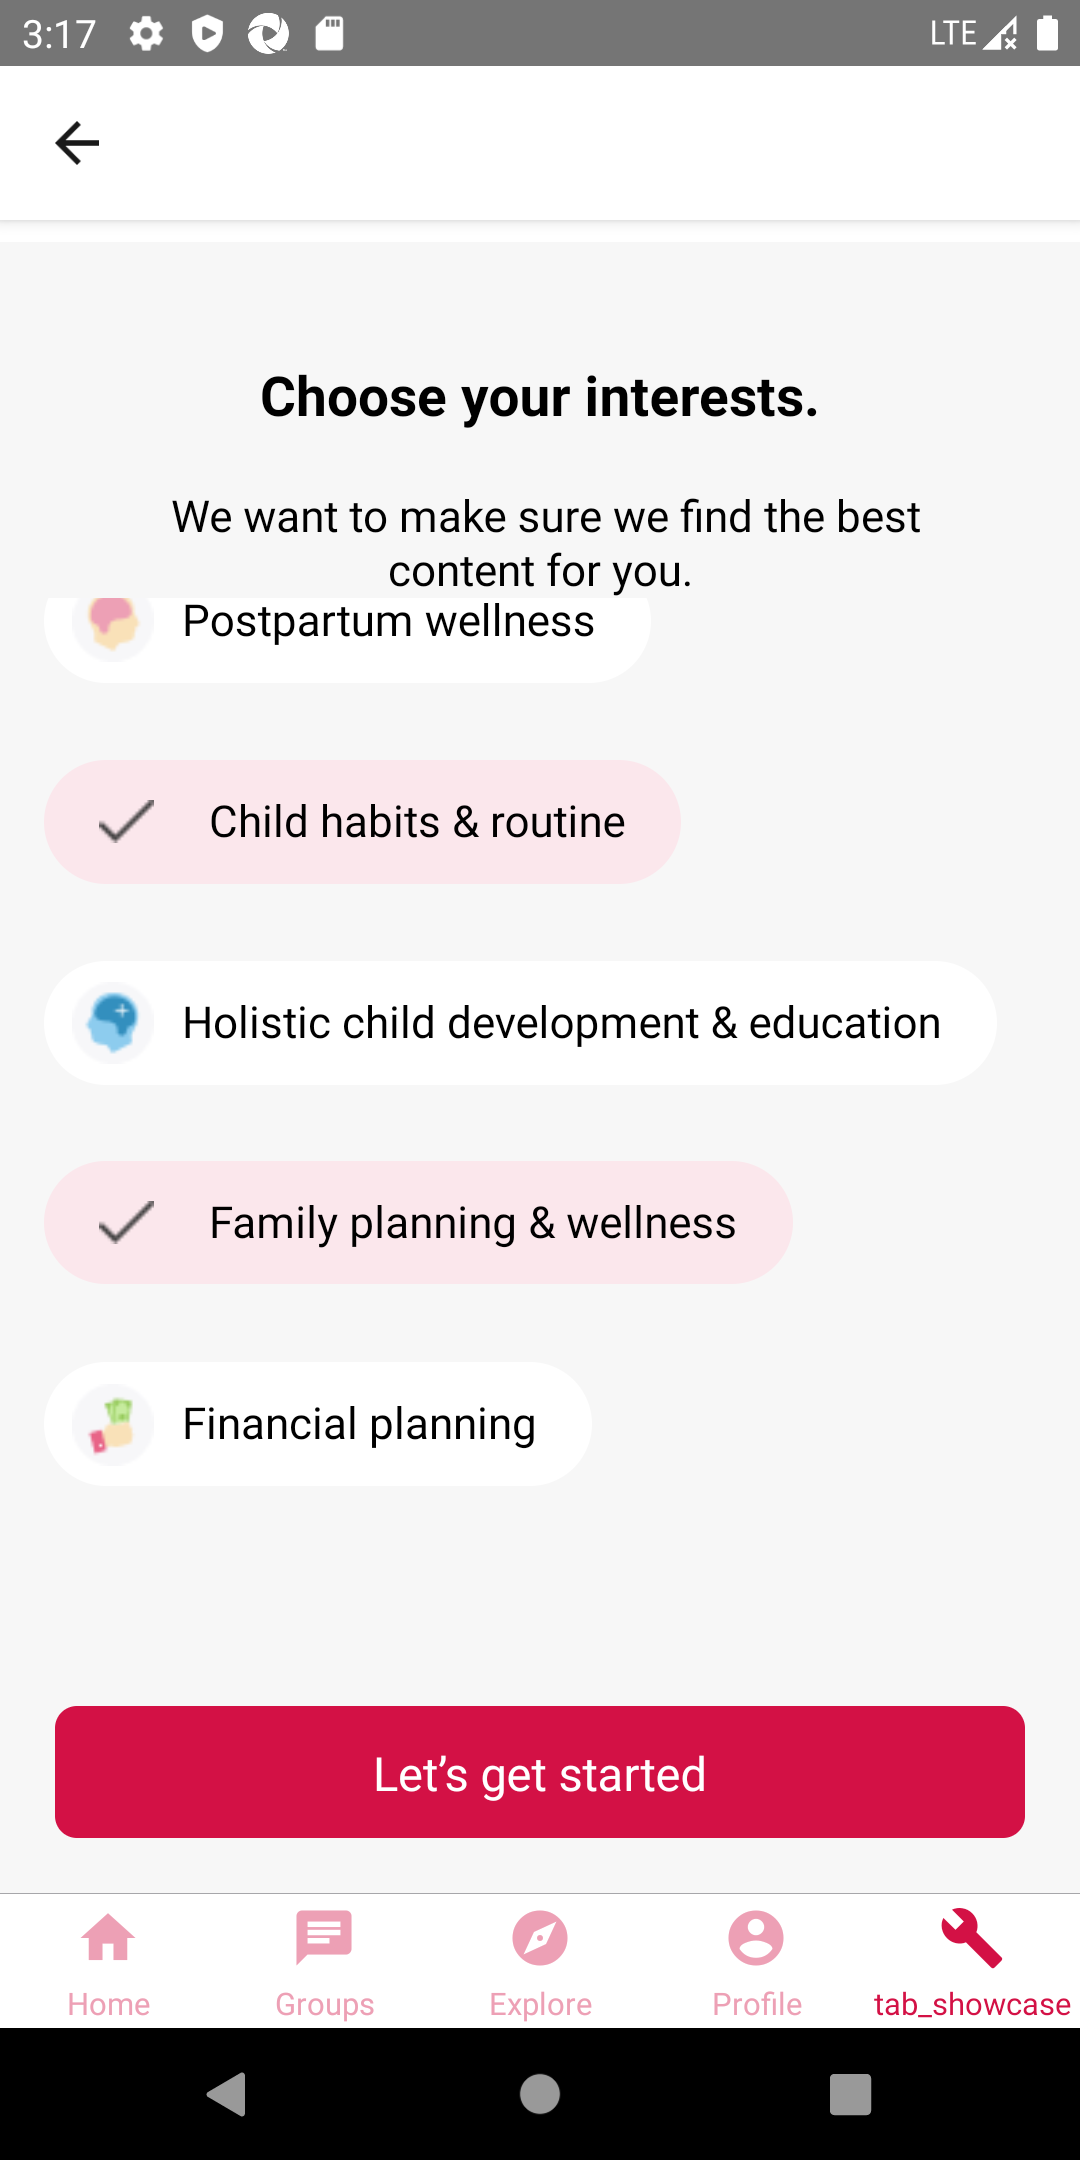 3:17
LTE
Choose your interests.
We want to make sure we find the best
content for you.
Postpartum wellness
Child habits & routine
Holistic child development & education
Family planning & wellness
Financial planning
Let’s get started
Home
Groups
Explore
Profile
tab_showcase